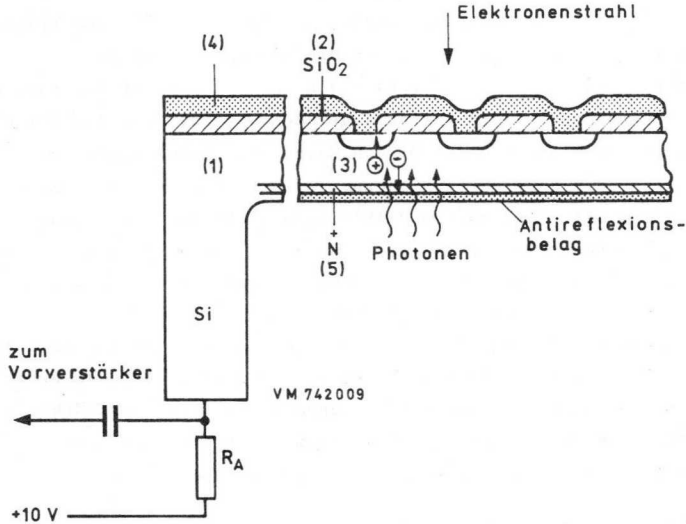 Elektronenstrahl
(4)
(2)
SiO2
(1)
(3)
+
-
+
N
(5)
Photonen
Antireflexions-
belag
Si
zum
Vorverstärker
VM 742009
RA
+10 V